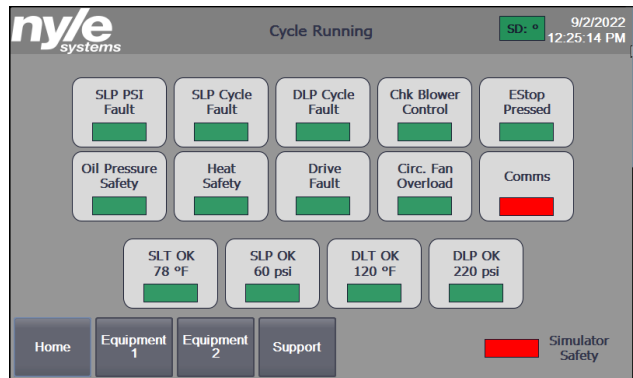 nyle
systems
Cycle Running
SD: º
9/2/2022
12:25:14 PM
SLP PSI
Fault
SLP Cycle
Fault
DLP Cycle
Fault
Chk Blower
Control
EStop
Pressed
Oil Pressure
Safety
Heat
Safety
Drive
Fault
Circ. Fan
Overload
Comms
SLT OK
78 ºF
SLP OK
60 psi
DLT OK
120 ºF
DLP OK
220 psi
Home
Equipment
1
Equipment
2
Support
Simulator
Safety